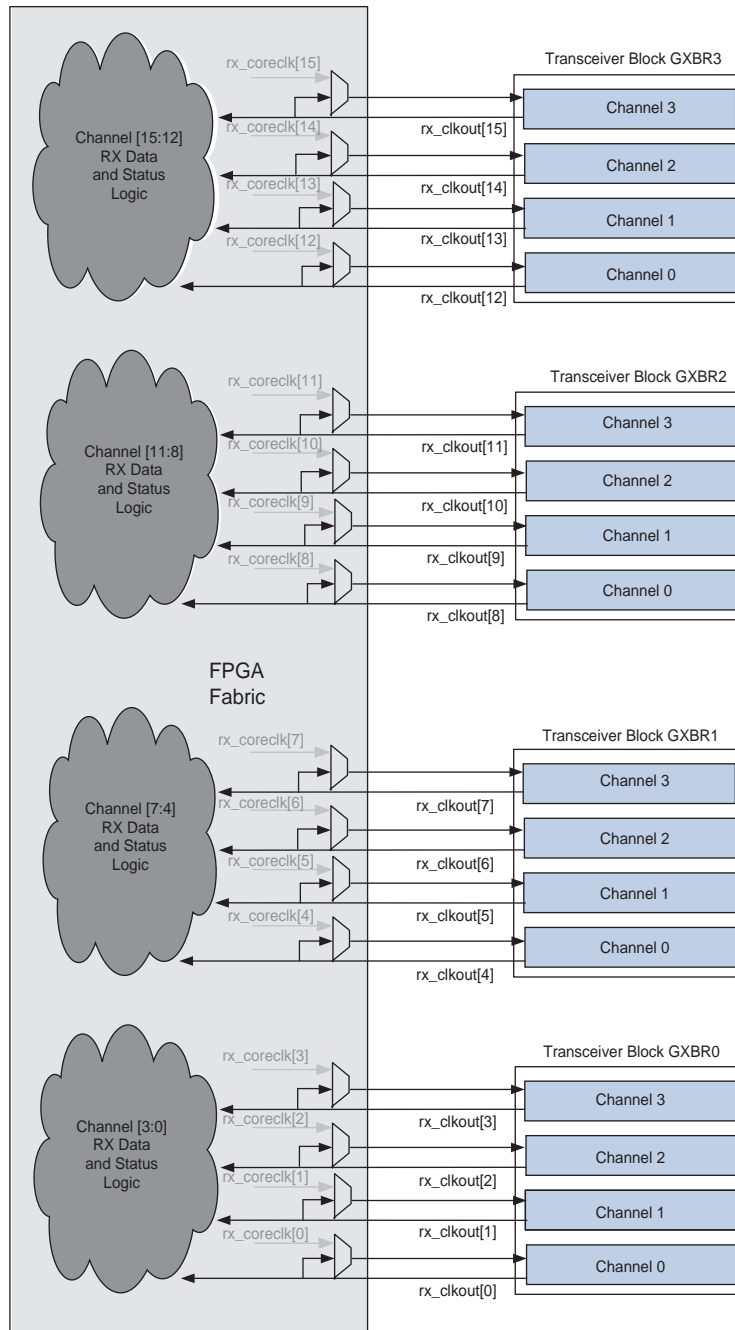 rx_coreclk[15]
Transceiver Block GXBR3
Channel 3
rx_clkout[15]
Channel [15:12]
RX Data
and Status
Logic
rx_coreclk[14]
Channel 2
rx_clkout[14]
rx_coreclk[13]
Channel 1
rx_clkout[13]
rx_coreclk[12]
Channel 0
rx_clkout[12]
Transceiver Block GXBR2
rx_coreclk[11]
Channel 3
rx_clkout[11]
Channel [11:8]
RX Data
and Status
Logic
rx_coreclk[10]
Channel 2
rx_clkout[10]
rx_coreclk[9]
Channel 1
rx_clkout[9]
rx_coreclk[8]
Channel 0
rx_clkout[8]
FPGA
Fabric
Transceiver Block GXBR1
rx_coreclk[7]
Channel 3
rx_clkout[7]
Channel [7:4]
RX Data
and Status
Logic
rx_coreclk[6]
Channel 2
rx_clkout[6]
rx_coreclk[5]
Channel 1
rx_clkout[5]
rx_coreclk[4]
Channel 0
rx_clkout[4]
Transceiver Block GXBR0
rx_coreclk[3]
Channel 3
rx_clkout[3]
Channel [3:0]
RX Data
and Status
Logic
rx_coreclk[2]
Channel 2
rx_clkout[2]
rx_coreclk[1]
Channel 1
rx_clkout[1]
rx_coreclk[0]
Channel 0
rx_clkout[0]